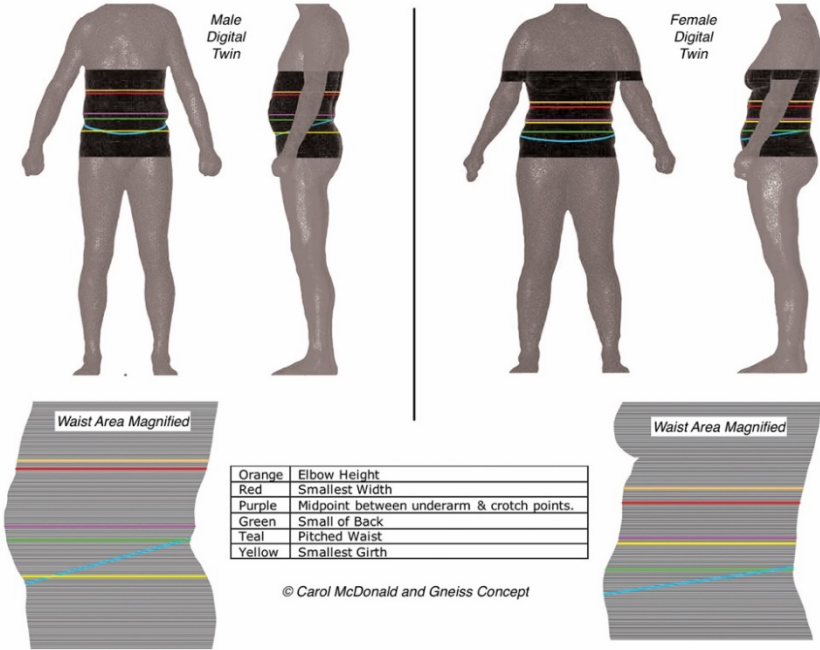 Male
Digital
Twin
Female
Digital
Twin
Waist Area Magnified
Waist Area Magnified
Orange Elbow Height
Red Smallest Width
Purple Midpoint between underarm & crotch points.
Green Small of Back
Teal Pitched Waist
Yellow Smallest Girth
© Carol McDonald and Gneiss Concept